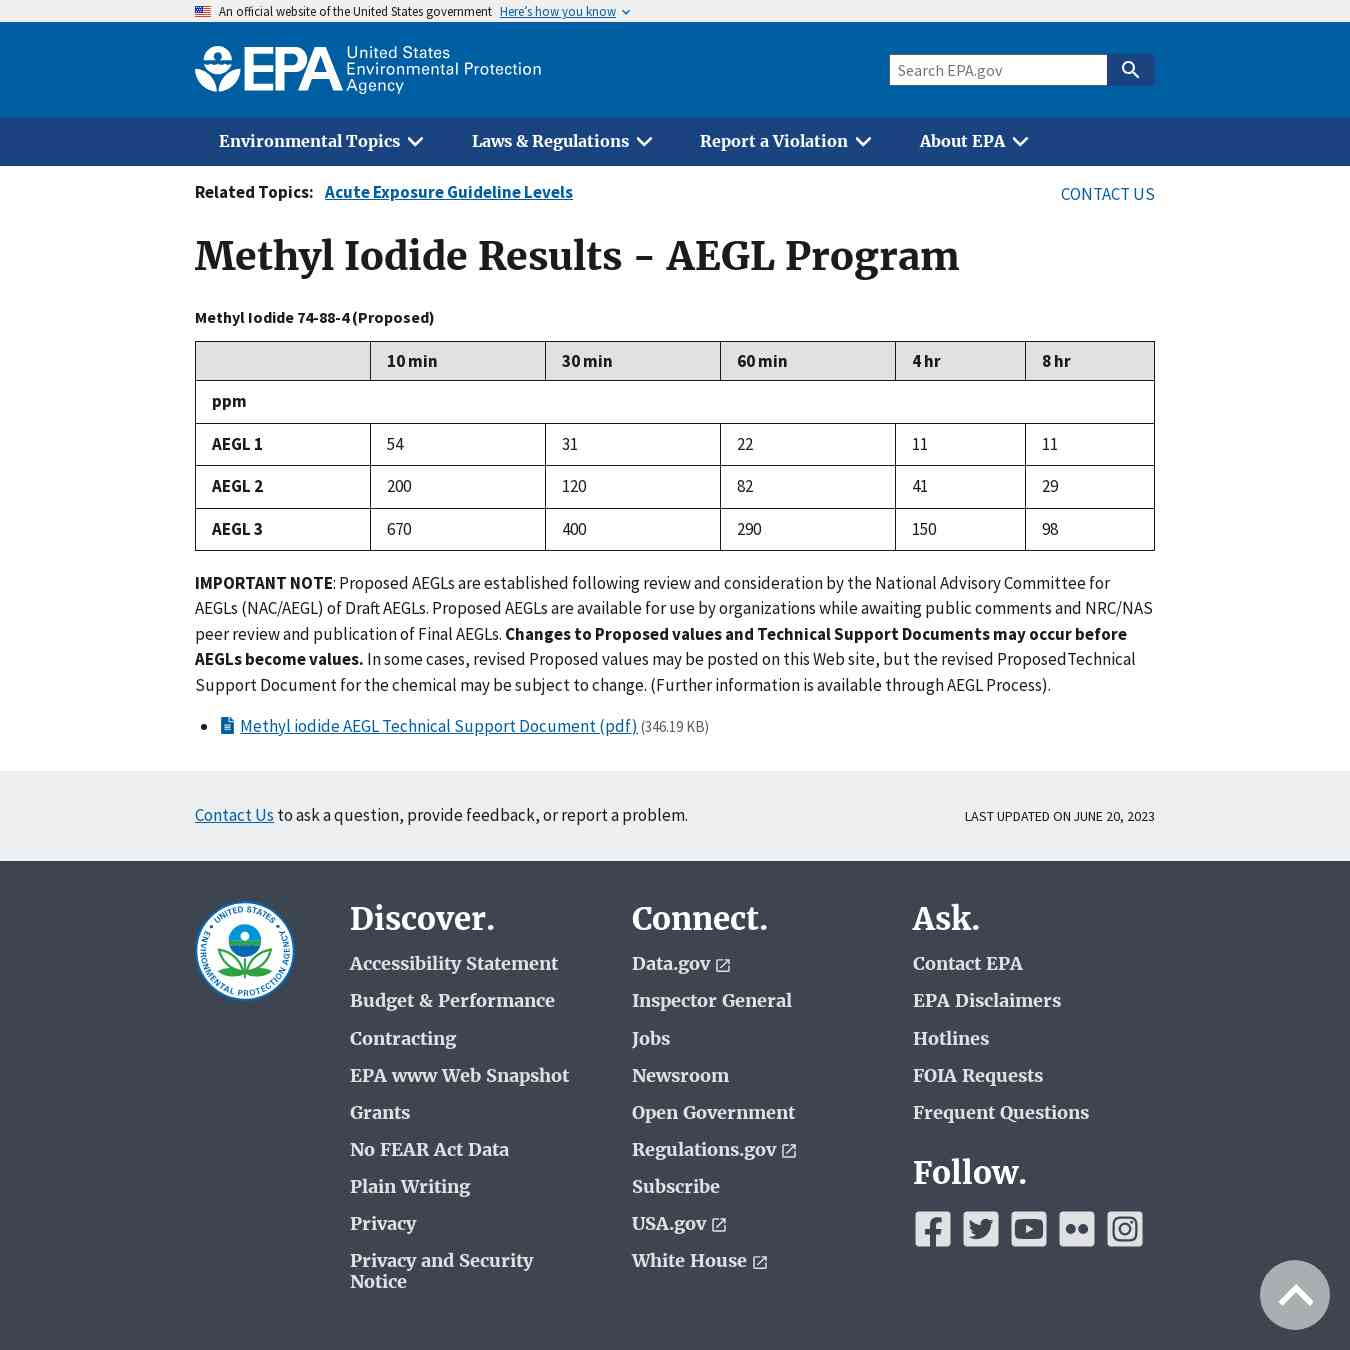 An official website of the United States government Here's how you know
EPA United States
Environmental Protection
Agency
Search EPA.gov
Environmental Topics Laws & Regulations Report a Violation About EPA
Related Topics: Acute Exposure Guideline Levels CONTACT US
Methyl Iodide Results - AEGL Program
Methyl Iodide 74-88-4 (Proposed)
10 min 30 min 60 min 4 hr 8 hr
ppm
AEGL 1 54 31 22 11 11
AEGL 2 200 120 82 41 29
AEGL 3 670 400 290 150 98
IMPORTANT NOTE: Proposed AEGLs are established following review and consideration by the National Advisory Committee for
AEGLs (NAC/AEGL) of Draft AEGLs. Proposed AEGLs are available for use by organizations while awaiting public comments and NRC/NAS
peer review and publication of Final AEGLs. Changes to Proposed values and Technical Support Documents may occur before
AEGLs become values. In some cases, revised Proposed values may be posted on this Web site, but the revised ProposedTechnical
Support Document for the chemical may be subject to change. (Further information is available through AEGL Process).
Methyl iodide AEGL Technical Support Document (pdf) (346.19 KB)
Contact Us to ask a question, provide feedback, or report a problem. LAST UPDATED ON JUNE 20, 2023
UNITED STATES
ENVIRONMENTAL PROTECTION AGENCY
Discover.
Accessibility Statement
Budget & Performance
Contracting
EPA www Web Snapshot
Grants
No FEAR Act Data
Plain Writing
Privacy
Privacy and Security
Notice
Connect.
Data.gov
Inspector General
Jobs
Newsroom
Open Government
Regulations.gov
Subscribe
USA.gov
White House
Ask.
Contact EPA
EPA Disclaimers
Hotlines
FOIA Requests
Frequent Questions
Follow.